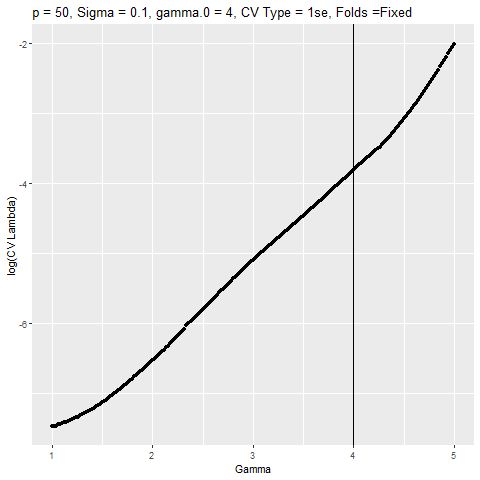 p = 50, Sigma = 0.1, gamma.0 = 4, CV Type = 1se, Folds =Fixed
log(CV Lambda)
-2
-4
-6
1 2 3 4 5
Gamma